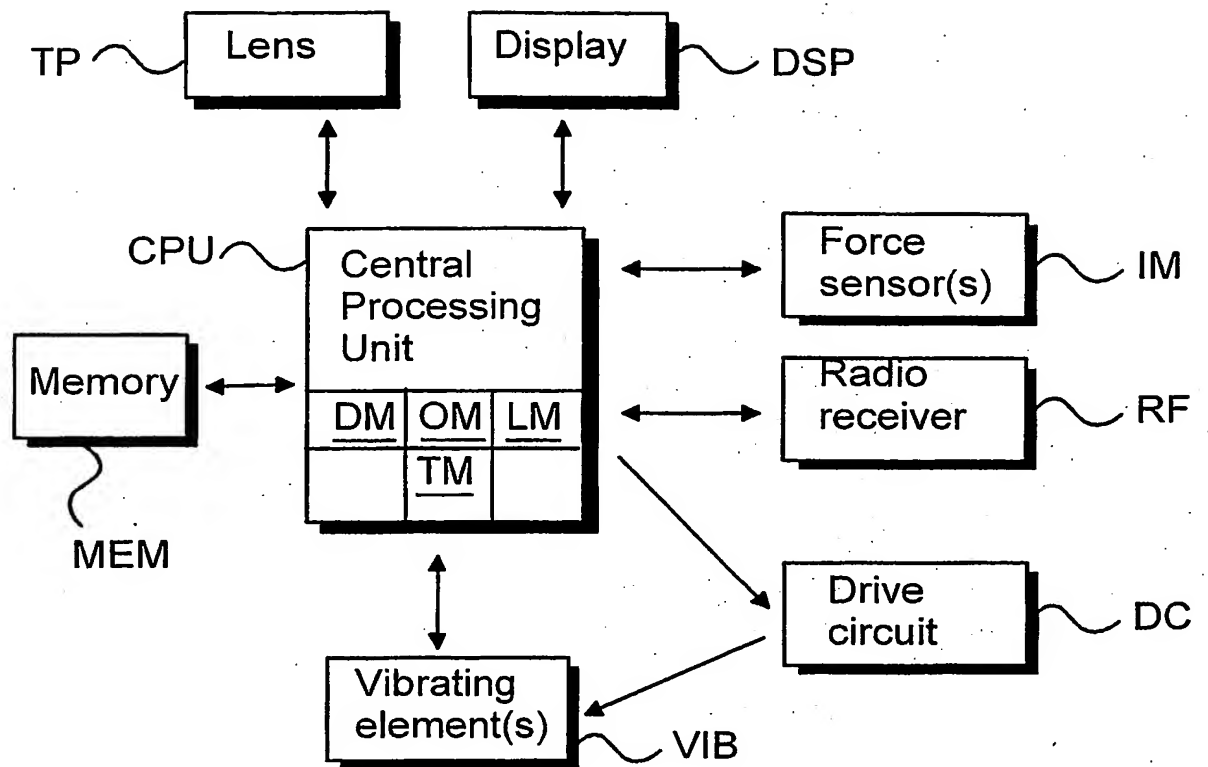 TP
Lens
Display
DSP
CPU
Central
Processing
Unit
Force
sensor(s)
IM
Memory
MEM
DM OM LM
TM
Radio
receiver
RF
Drive
circuit
DC
Vibrating
element(s)
VIB